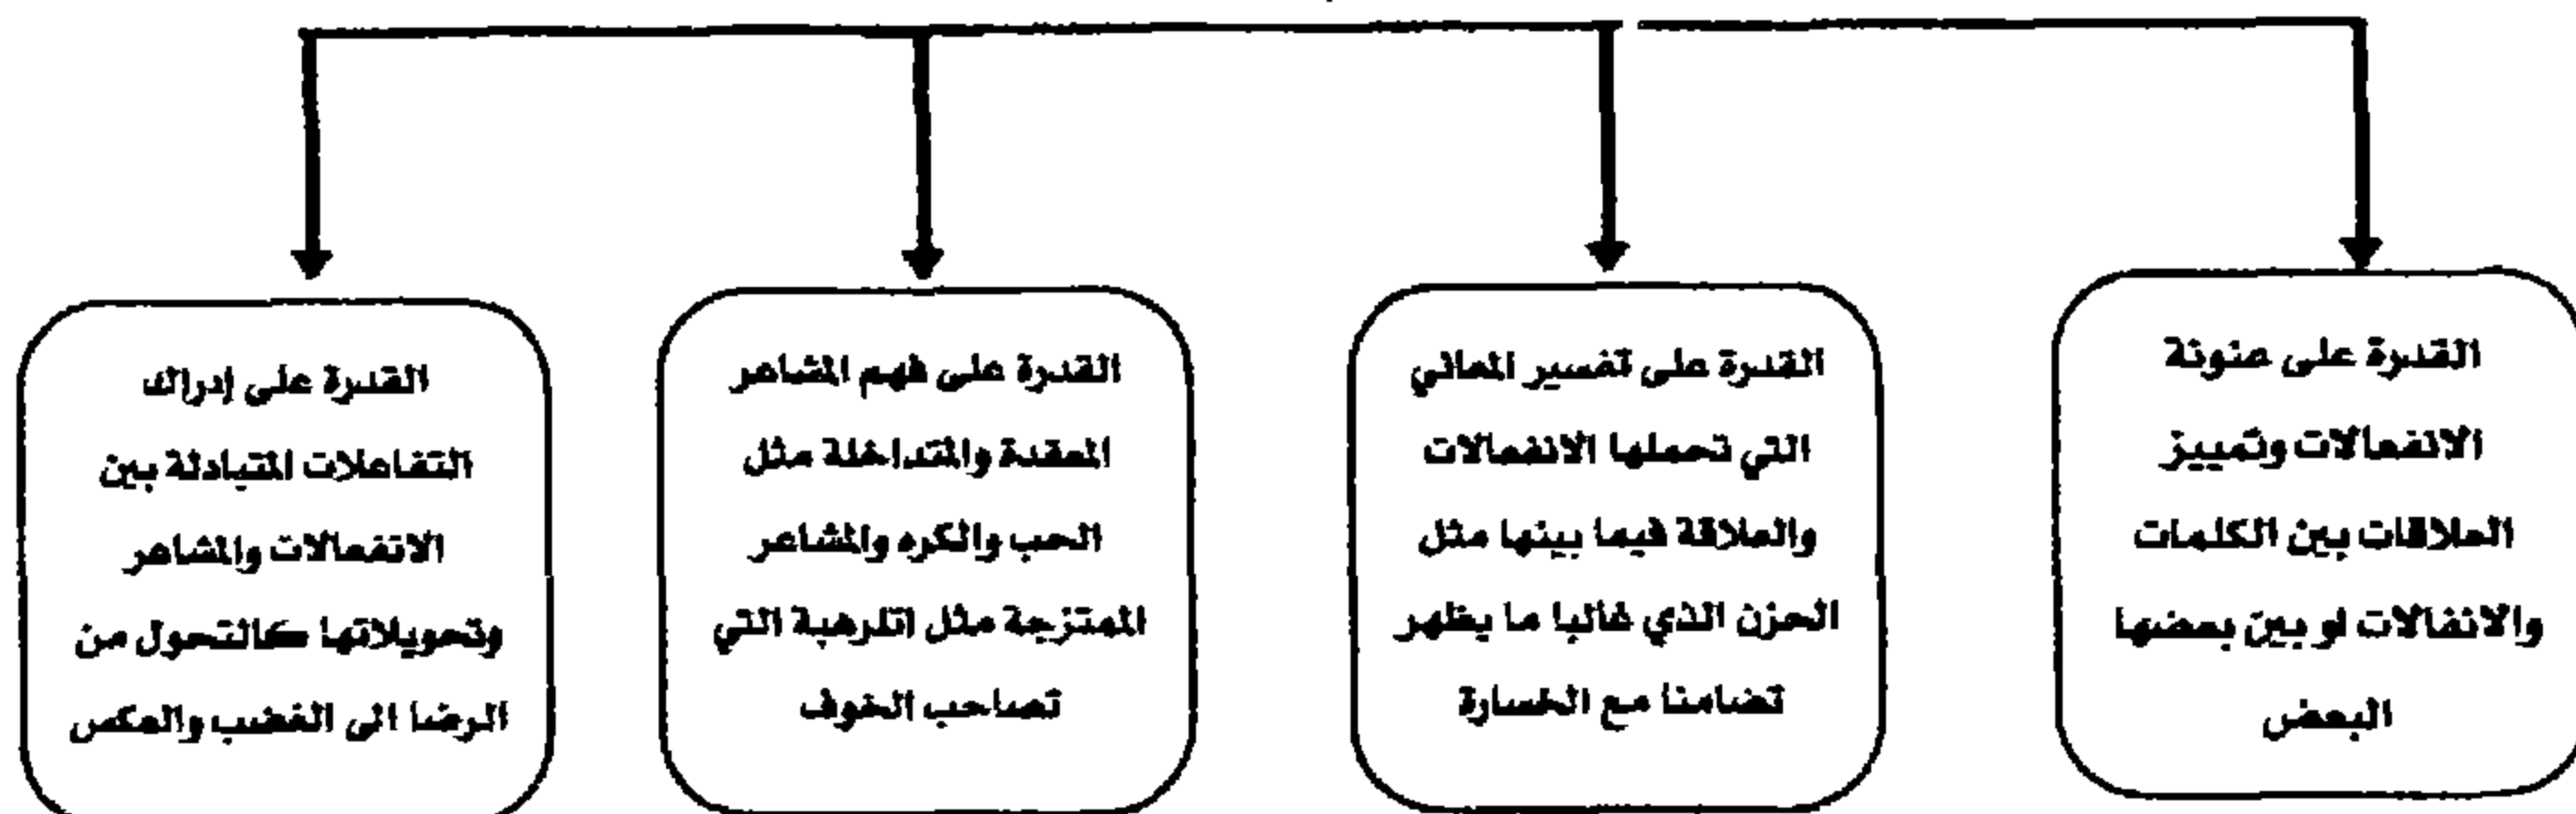 القدرة على عنونة
الانفعالات وتمييز
العلاقات بين الكلمات
والانفالات او بين بعضها
البعض
القدرة على تفسير المعاني
التي تحملها الانفعالات
والعلاقة فيما بينها مثل
الحزن الذي غالبا ما يظهر
تضامنا مع الخسارة
القدرة على فهم المشاعر
المعقدة والمتداخلة مثل
الحب والكره والمشاعر
الممتزجة مثل اتلرهبة التي
تصاحب الخوف
القدرة على إدراك
التفاعلات المتبادلة بين
الانفعالات والمشاعر
وتحويلاتها كالتحول من
الرضا الى الغضب والعكس